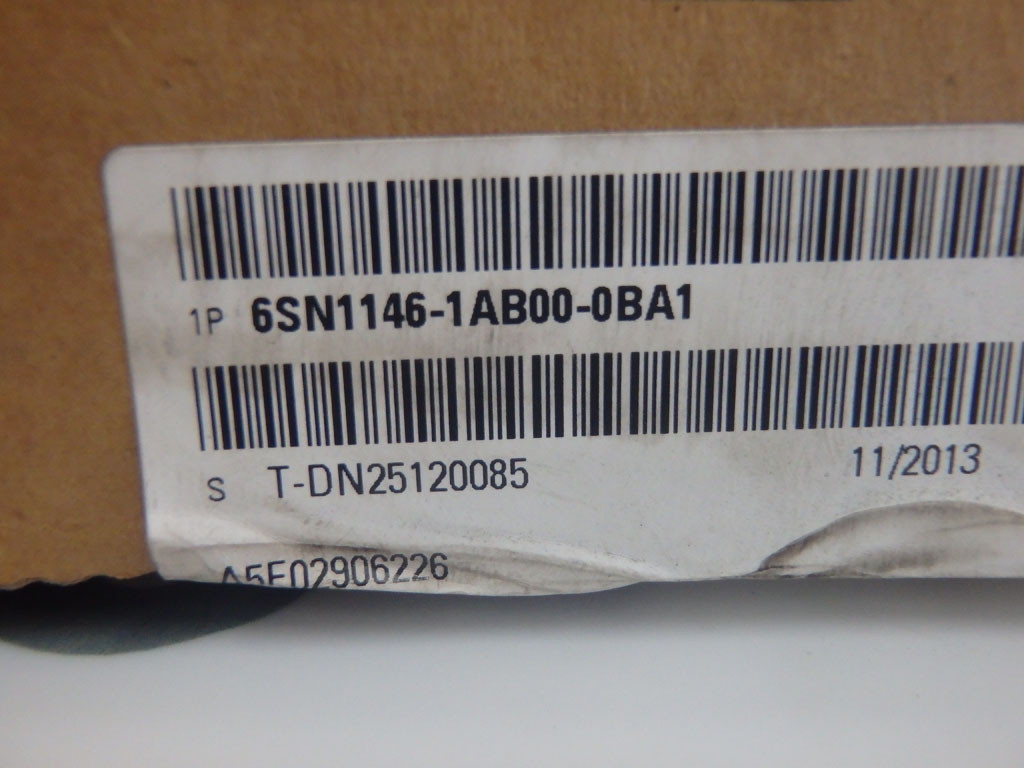 1P 6SN1146-1AB00-0BA1
S T-DN25120085 11/2013
A5E02906226